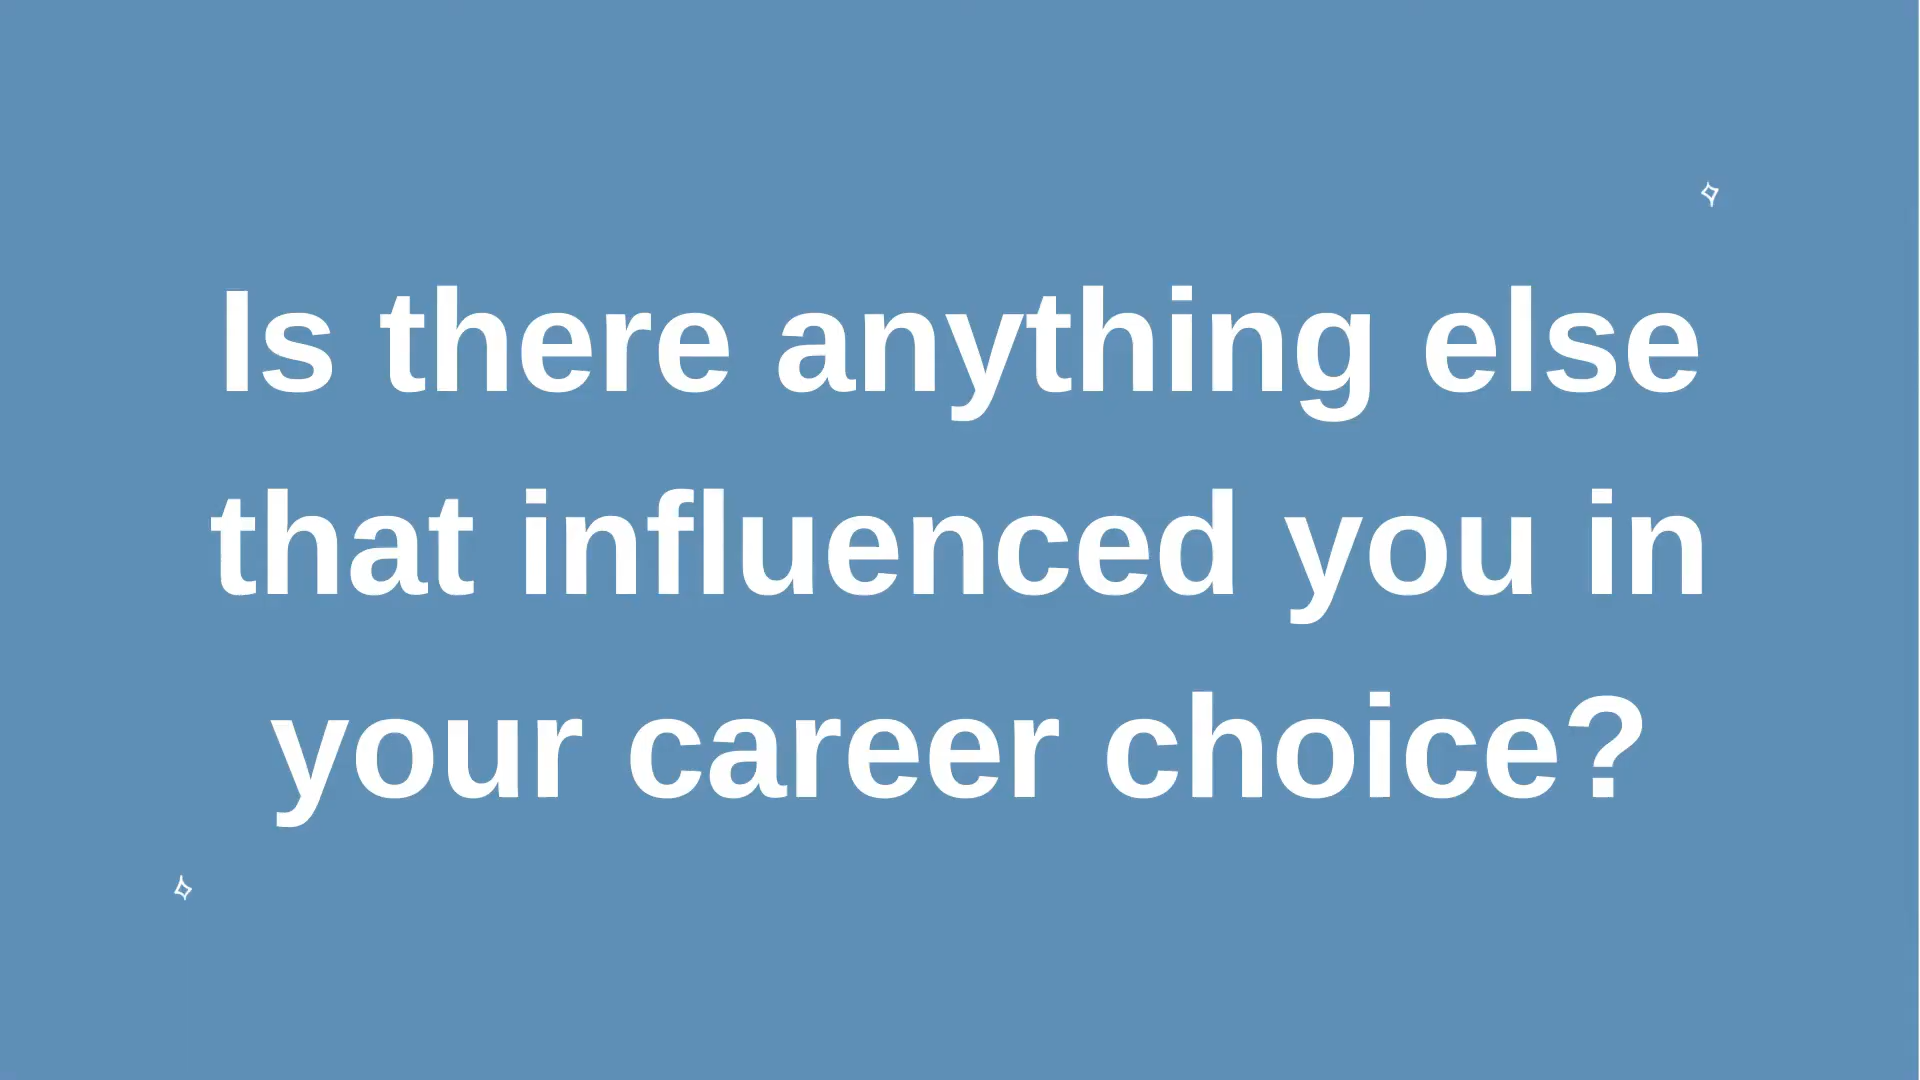 Is there anything else
that influenced you in
your career choice?